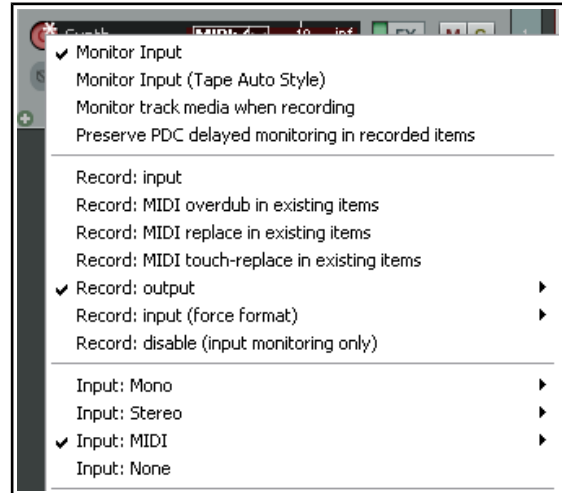 Monitor Input
Monitor Input (Tape Auto Style)
Monitor track media when recording
Preserve PDC delayed monitoring in recorded items
Record: input
Record: MIDI overdub in existing items
Record: MIDI replace in existing items
Record: MIDI touch-replace in existing items
Record: output
Record: input (force format)
Record: disable (input monitoring only)
Input: Mono
Input: Stereo
Input: MIDI
Input: None